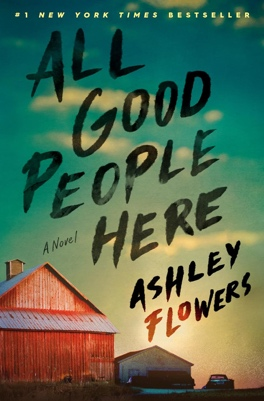 #1 NEW YORK TIMES BESTSELLER
ALL
GOOD
PEOPLE
HERE
A Novel
ASHLEY
FLOWERS